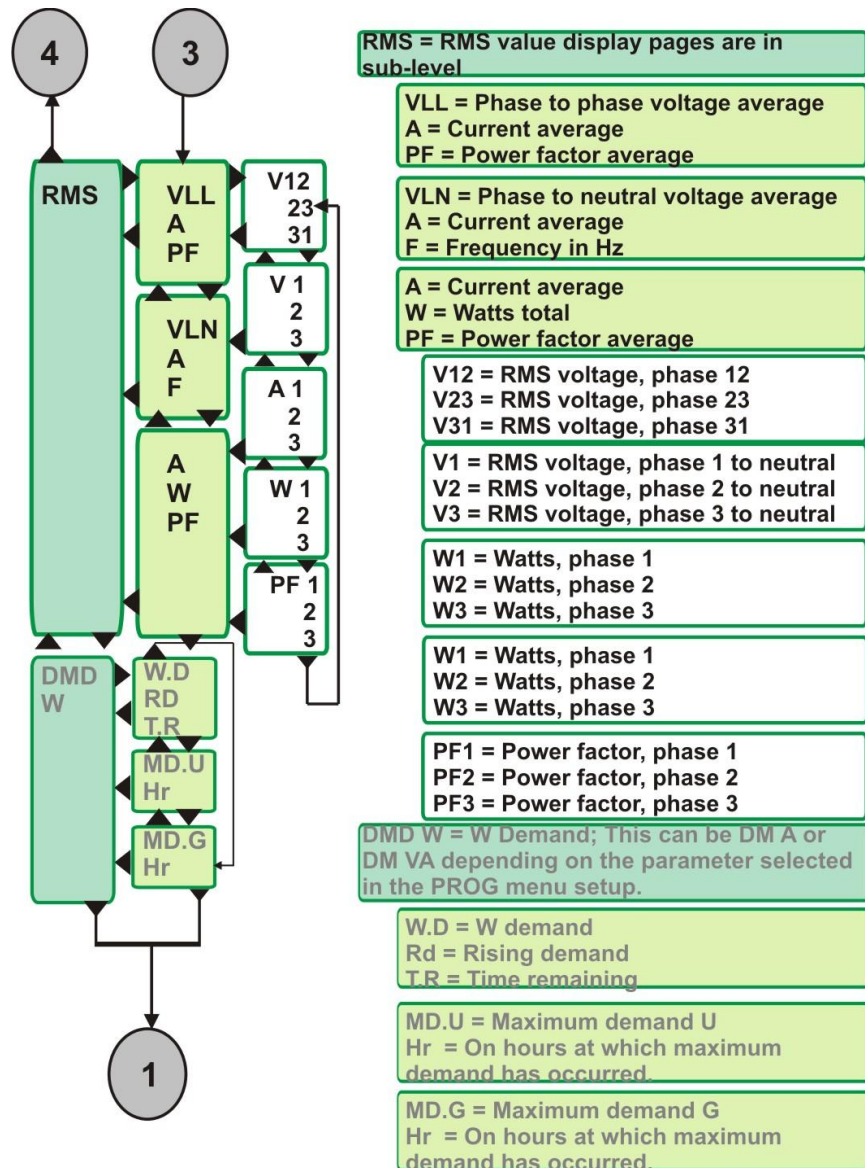 4
3
RMS
VLL
A
PF
V12
23
31
VLN
A
F
V 1
2
3
A
W
PF
A 1
2
3
W 1
2
3
PF 1
2
3
DMD
W
W.D
RD
T.R
MD.U
Hr
MD.G
Hr
1
RMS = RMS value display pages are in
sub-level
VLL = Phase to phase voltage average
A = Current average
PF = Power factor average
VLN = Phase to neutral voltage average
A = Current average
F = Frequency in Hz
A = Current average
W = Watts total
PF = Power factor average
V12 = RMS voltage, phase 12
V23 = RMS voltage, phase 23
V31 = RMS voltage, phase 31
V1 = RMS voltage, phase 1 to neutral
V2 = RMS voltage, phase 2 to neutral
V3 = RMS voltage, phase 3 to neutral
W1 = Watts, phase 1
W2 = Watts, phase 2
W3 = Watts, phase 3
W1 = Watts, phase 1
W2 = Watts, phase 2
W3 = Watts, phase 3
PF1 = Power factor, phase 1
PF2 = Power factor, phase 2
PF3 = Power factor, phase 3
DMD W = W Demand; This can be DM A or
DM VA depending on the parameter selected
in the PROG menu setup.
W.D = W demand
Rd = Rising demand
T.R = Time remaining
MD.U = Maximum demand U
Hr = On hours at which maximum
demand has occurred.
MD.G = Maximum demand G
Hr = On hours at which maximum
demand has occurred.